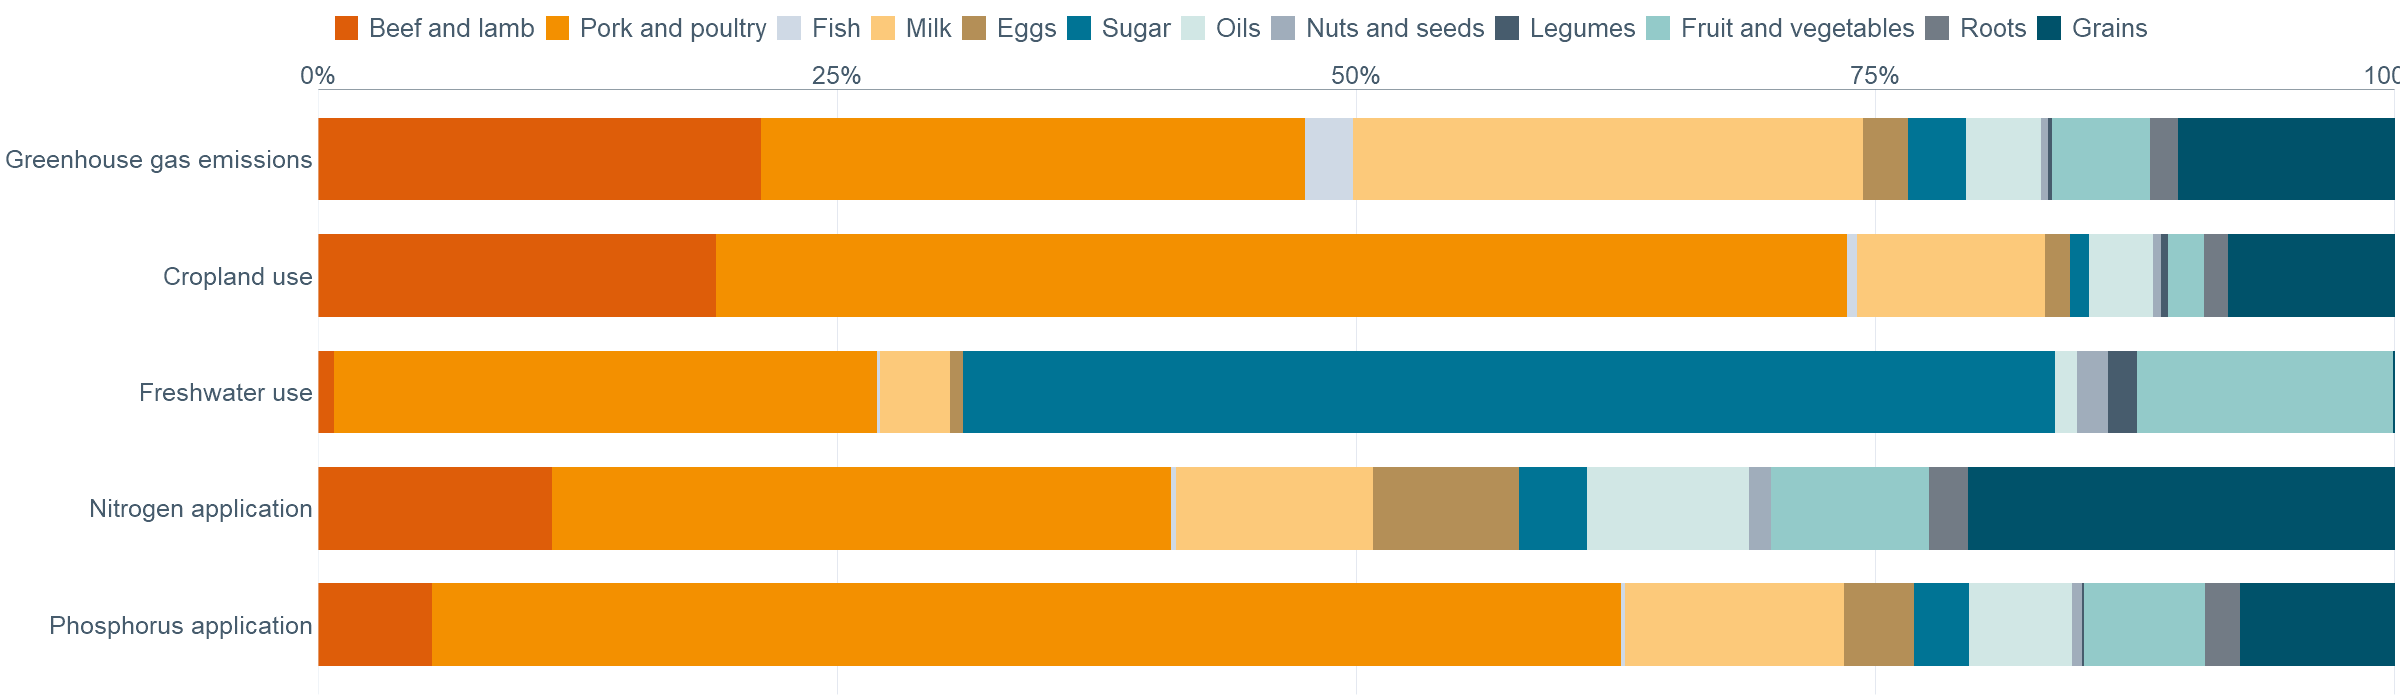 Beef and lamb Pork and poultry Fish Milk Eggs Sugar Oils Nuts and seeds Legumes Fruit and vegetables Roots Grains
0% 25% 50% 75% 100
Greenhouse gas emissions
Cropland use
Freshwater use
Nitrogen application
Phosphorus application